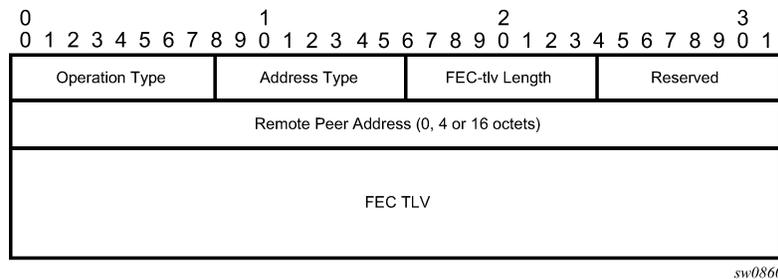 0 1 2 3
0 1 2 3 4 5 6 7 8 9 0 1 2 3 4 5 6 7 8 9 0 1 2 3 4 5 6 7 8 9 0 1
Operation Type Address Type FEC-tlv Length Reserved
Remote Peer Address (0, 4 or 16 octets)
FEC TLV